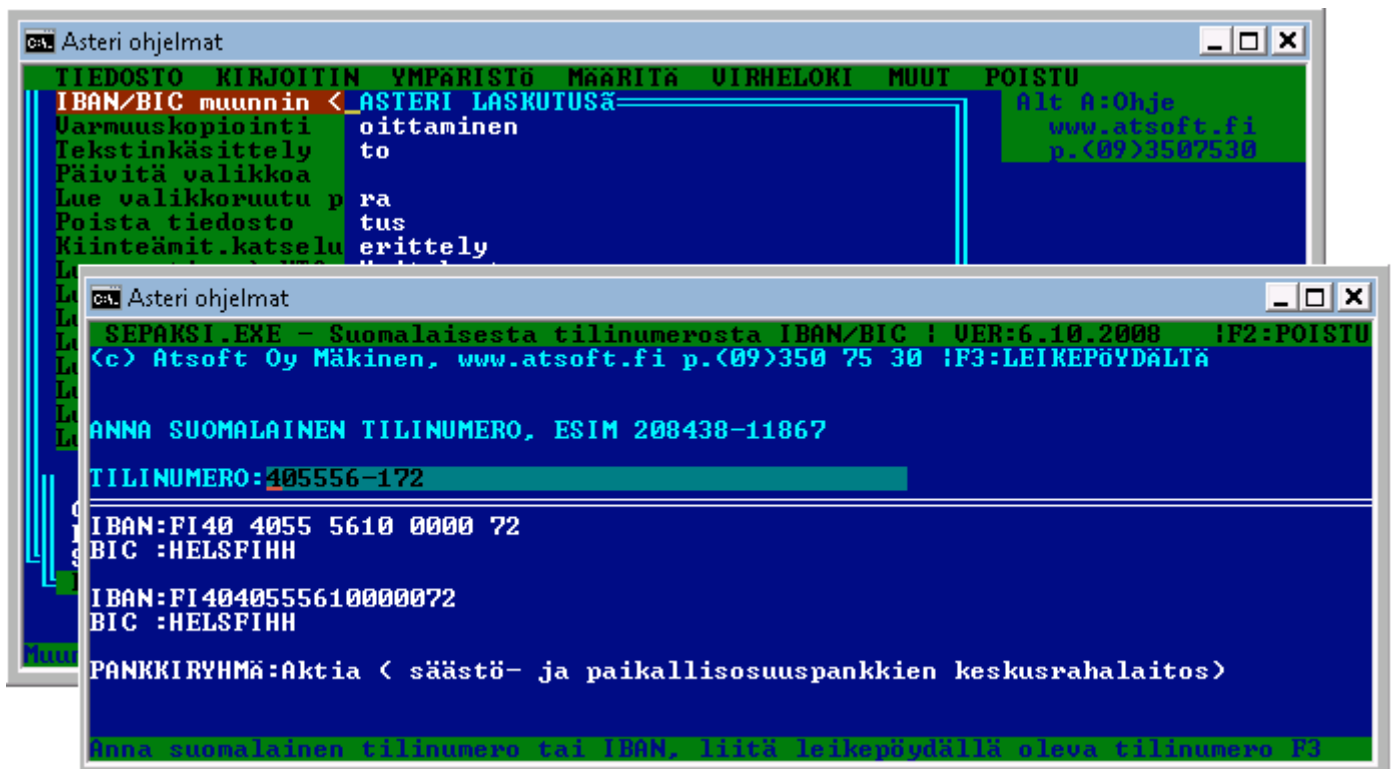 Asteri ohjelmat
TIEDOSTO KIRJOITIN YMPäRISTö MääRITä VIRHELOKI MUUT POISTU
IBAN/BIC muunnin < ASTERI LASKUTUSä Alt A:Ohje
Varmuuskopiointi oittaminen www.atsoft.fi
Tekstinkäsittely to p.(09)3507530
Päivitä valikkoa
Lue valikkoruutu p ra
Poista tiedosto tus
Kiinteämit.katselu erittely
Asteri ohjelmat
SEPAKSI.EXE - Suomalaisesta tilinumerosta IBAN/BIC ¦ VER:6.10.2008 ¦F2:POISTU
(c) Atsoft Oy Mäkinen, www.atsoft.fi p.(09)350 75 30 ¦F3:LEIKEPöYDäLTä
ANNA SUOMALAINEN TILINUMERO, ESIM 208438-11867
TILINUMERO:405556-172
IBAN:FI40 4055 5610 0000 72
BIC :HELSFIHH
IBAN:FI4040555610000072
BIC :HELSFIHH
PANKKIRYHMä:Aktia ( säästö- ja paikallisosuuspankkien keskusrahalaitos)
Anna suomalainen tilinumero tai IBAN, liitä leikepöydällä oleva tilinumero F3